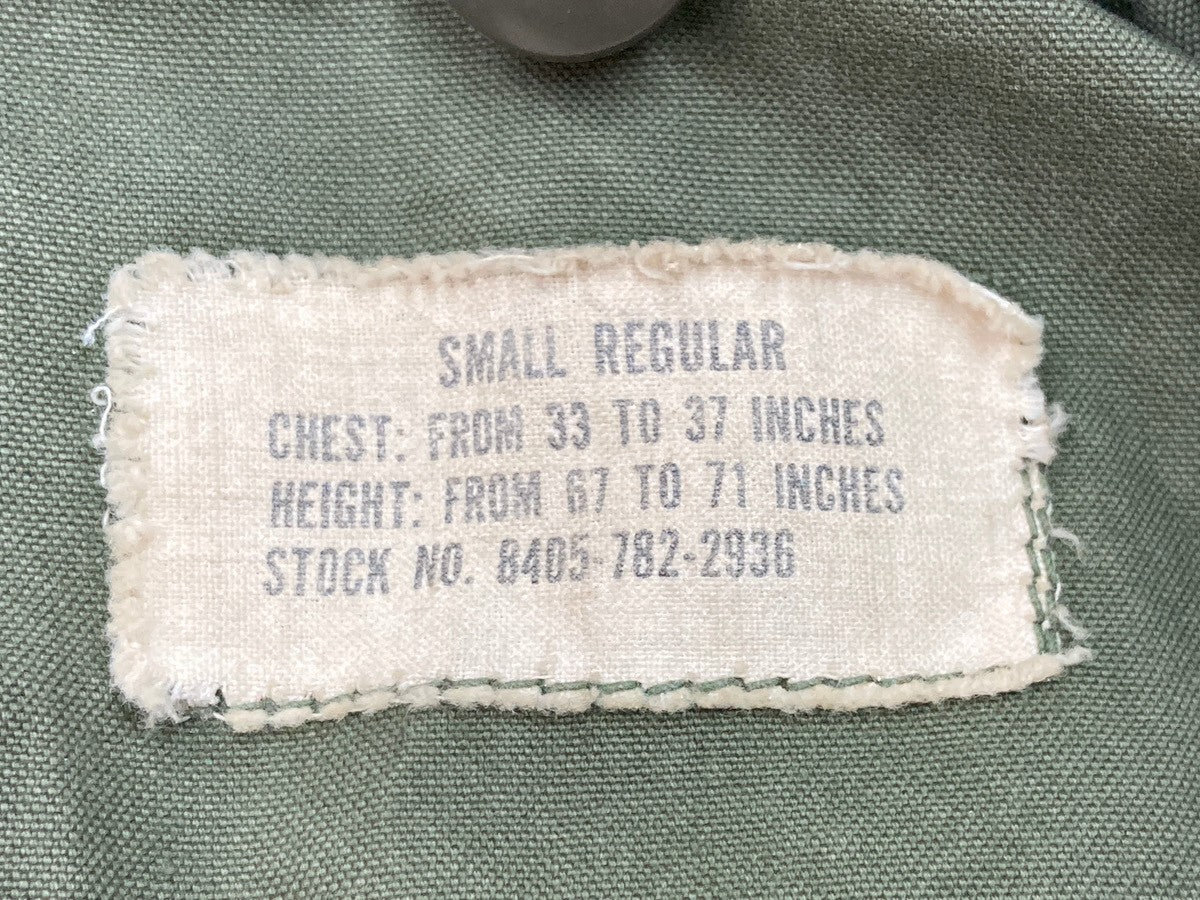 SMALL REGULAR
CHEST: FROM 33 TO 37 INCHES
HEIGHT: FROM 67 TO 71 INCHES
STOCK NO. 8405-782-2936